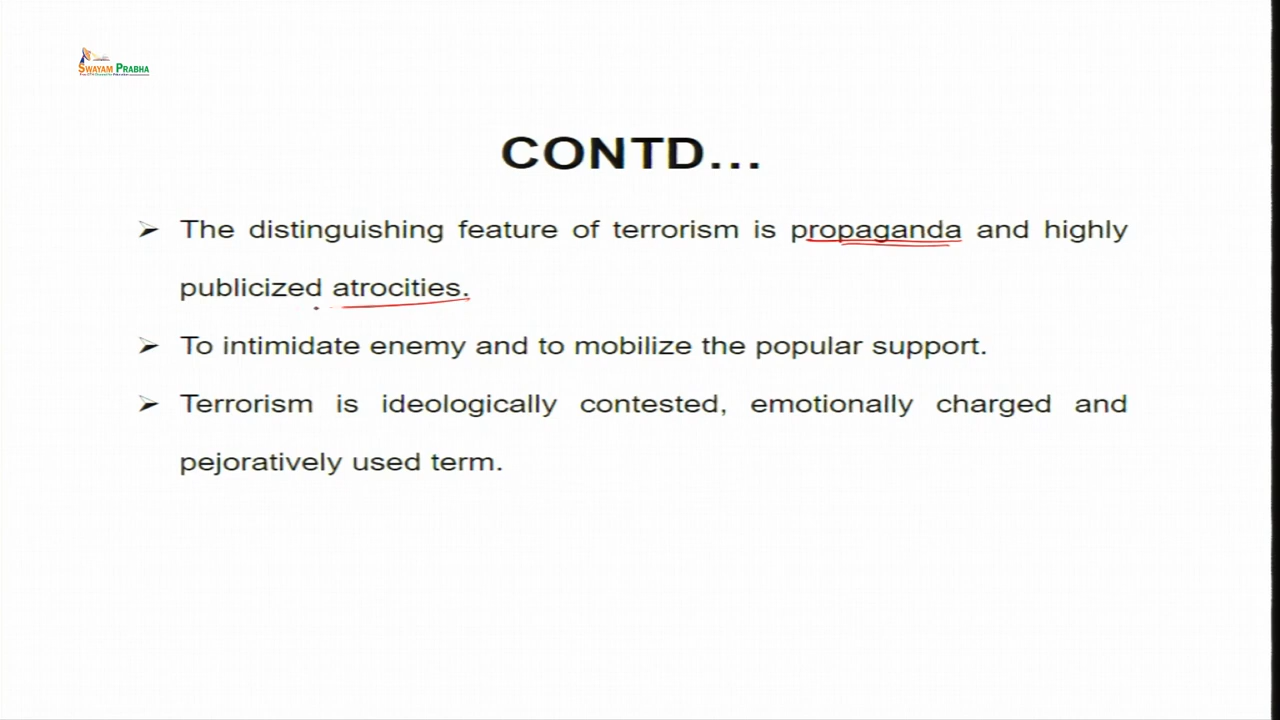 SWAYAM PRABHA
CONTD...
➢ The distinguishing feature of terrorism is propaganda and highly
publicized atrocities.
➢ To intimidate enemy and to mobilize the popular support.
➢ Terrorism is ideologically contested, emotionally charged and
pejoratively used term.